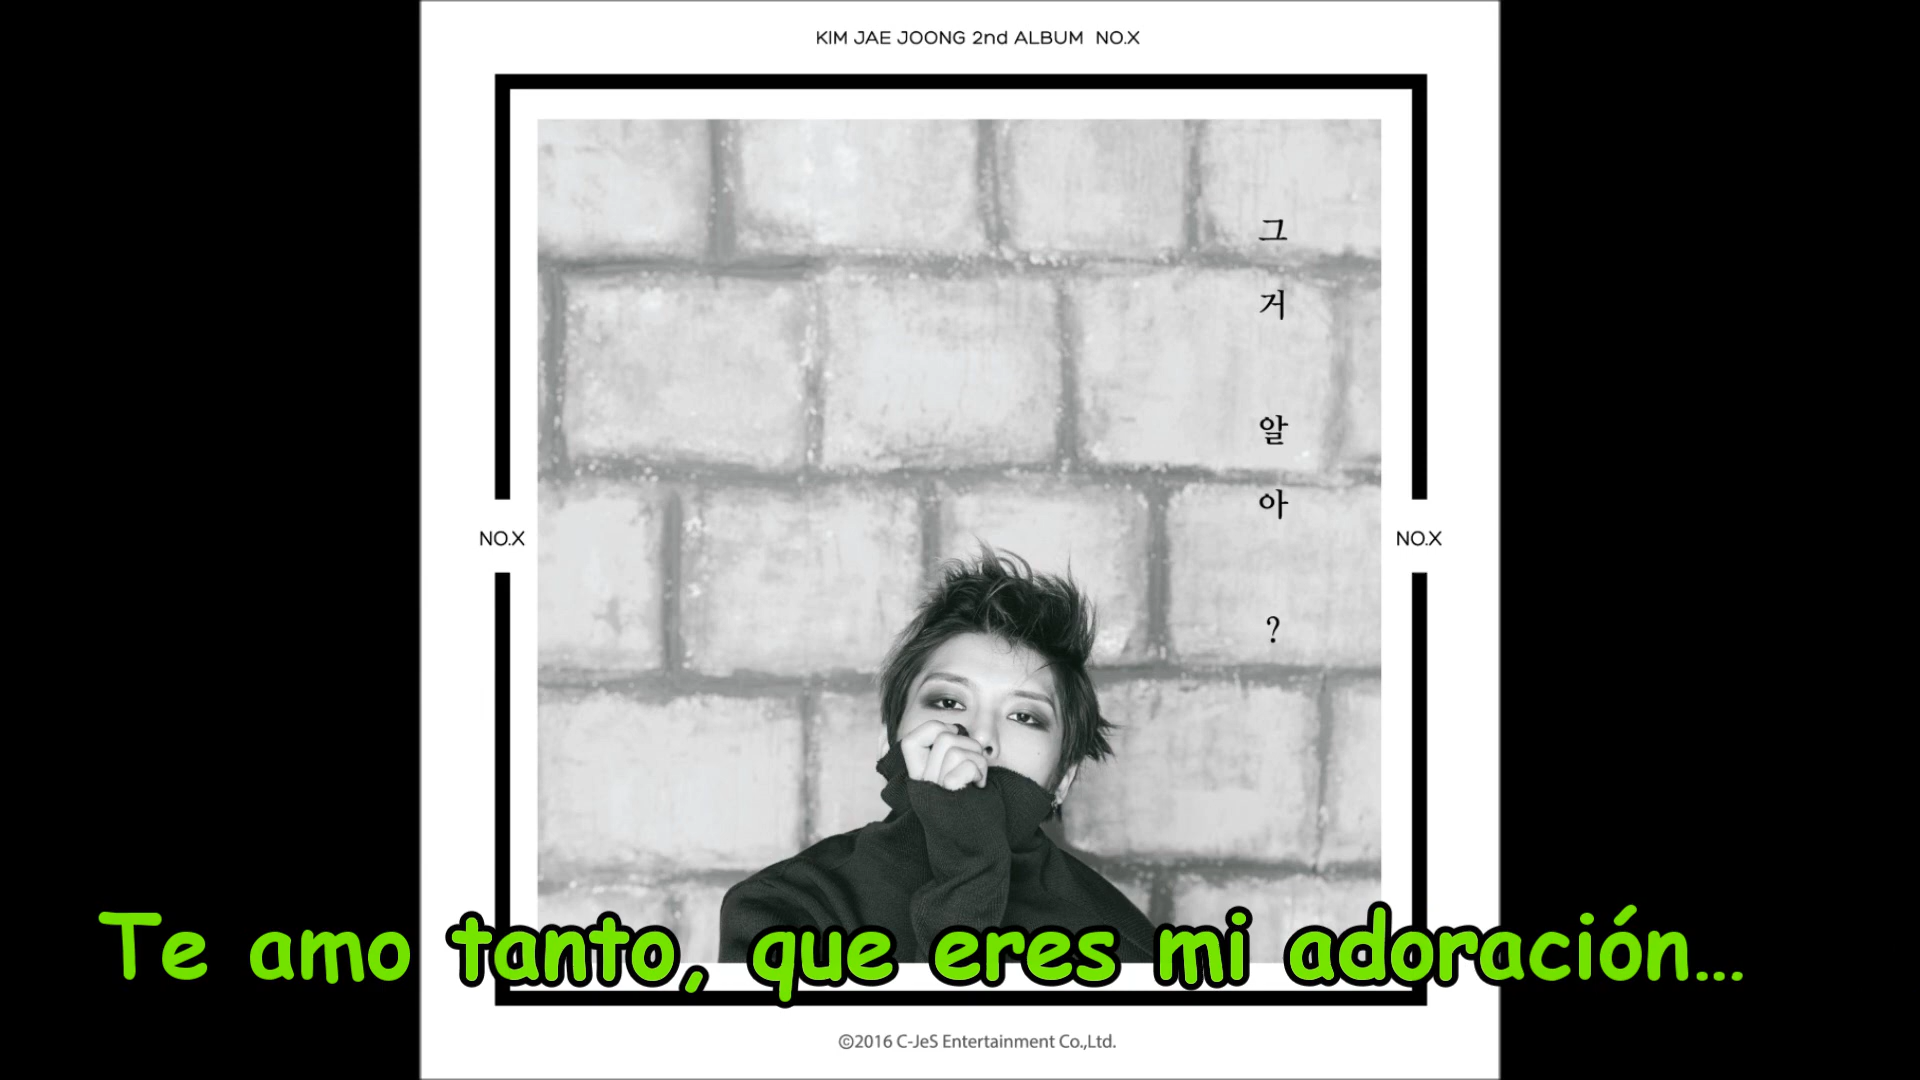 KIM JAE JOONG 2nd ALBUM NO.X
그거 알아?
NO.X
NO.X
Te amo tanto, que eres mi adoración...
©2016 C-JeS Entertainment Co.,Ltd.